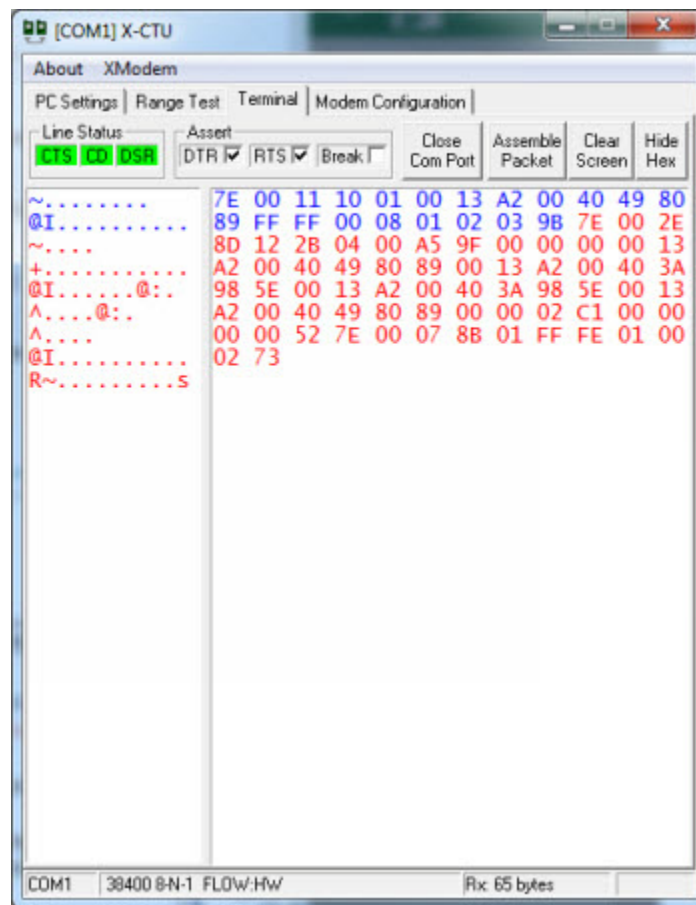 [COM1] X-CTU
About XModem
PC Settings Range Test Terminal Modem Configuration
Line Status Assert
CTS CD DSR DTR RTS Break Close Com Port Assemble Packet Clear Screen Hide Hex
~........ 7E 00 11 10 01 00 13 A2 00 40 49 80
@I.......... 89 FF FF 00 08 01 02 03 9B 7E 00 2E
~.... 8D 12 2B 04 00 A5 9F 00 00 00 00 13
+........... A2 00 40 49 80 89 00 13 A2 00 40 3A
@I......@:. 98 5E 00 13 A2 00 40 3A 98 5E 00 13
^....@:. A2 00 40 49 80 89 00 00 02 C1 00 00
^.... 00 00 52 7E 00 07 8B 01 FF FE 01 00
@I.......... 02 73
R~.........s
COM1 38400 8-N-1 FLOW:HW Rx: 65 bytes